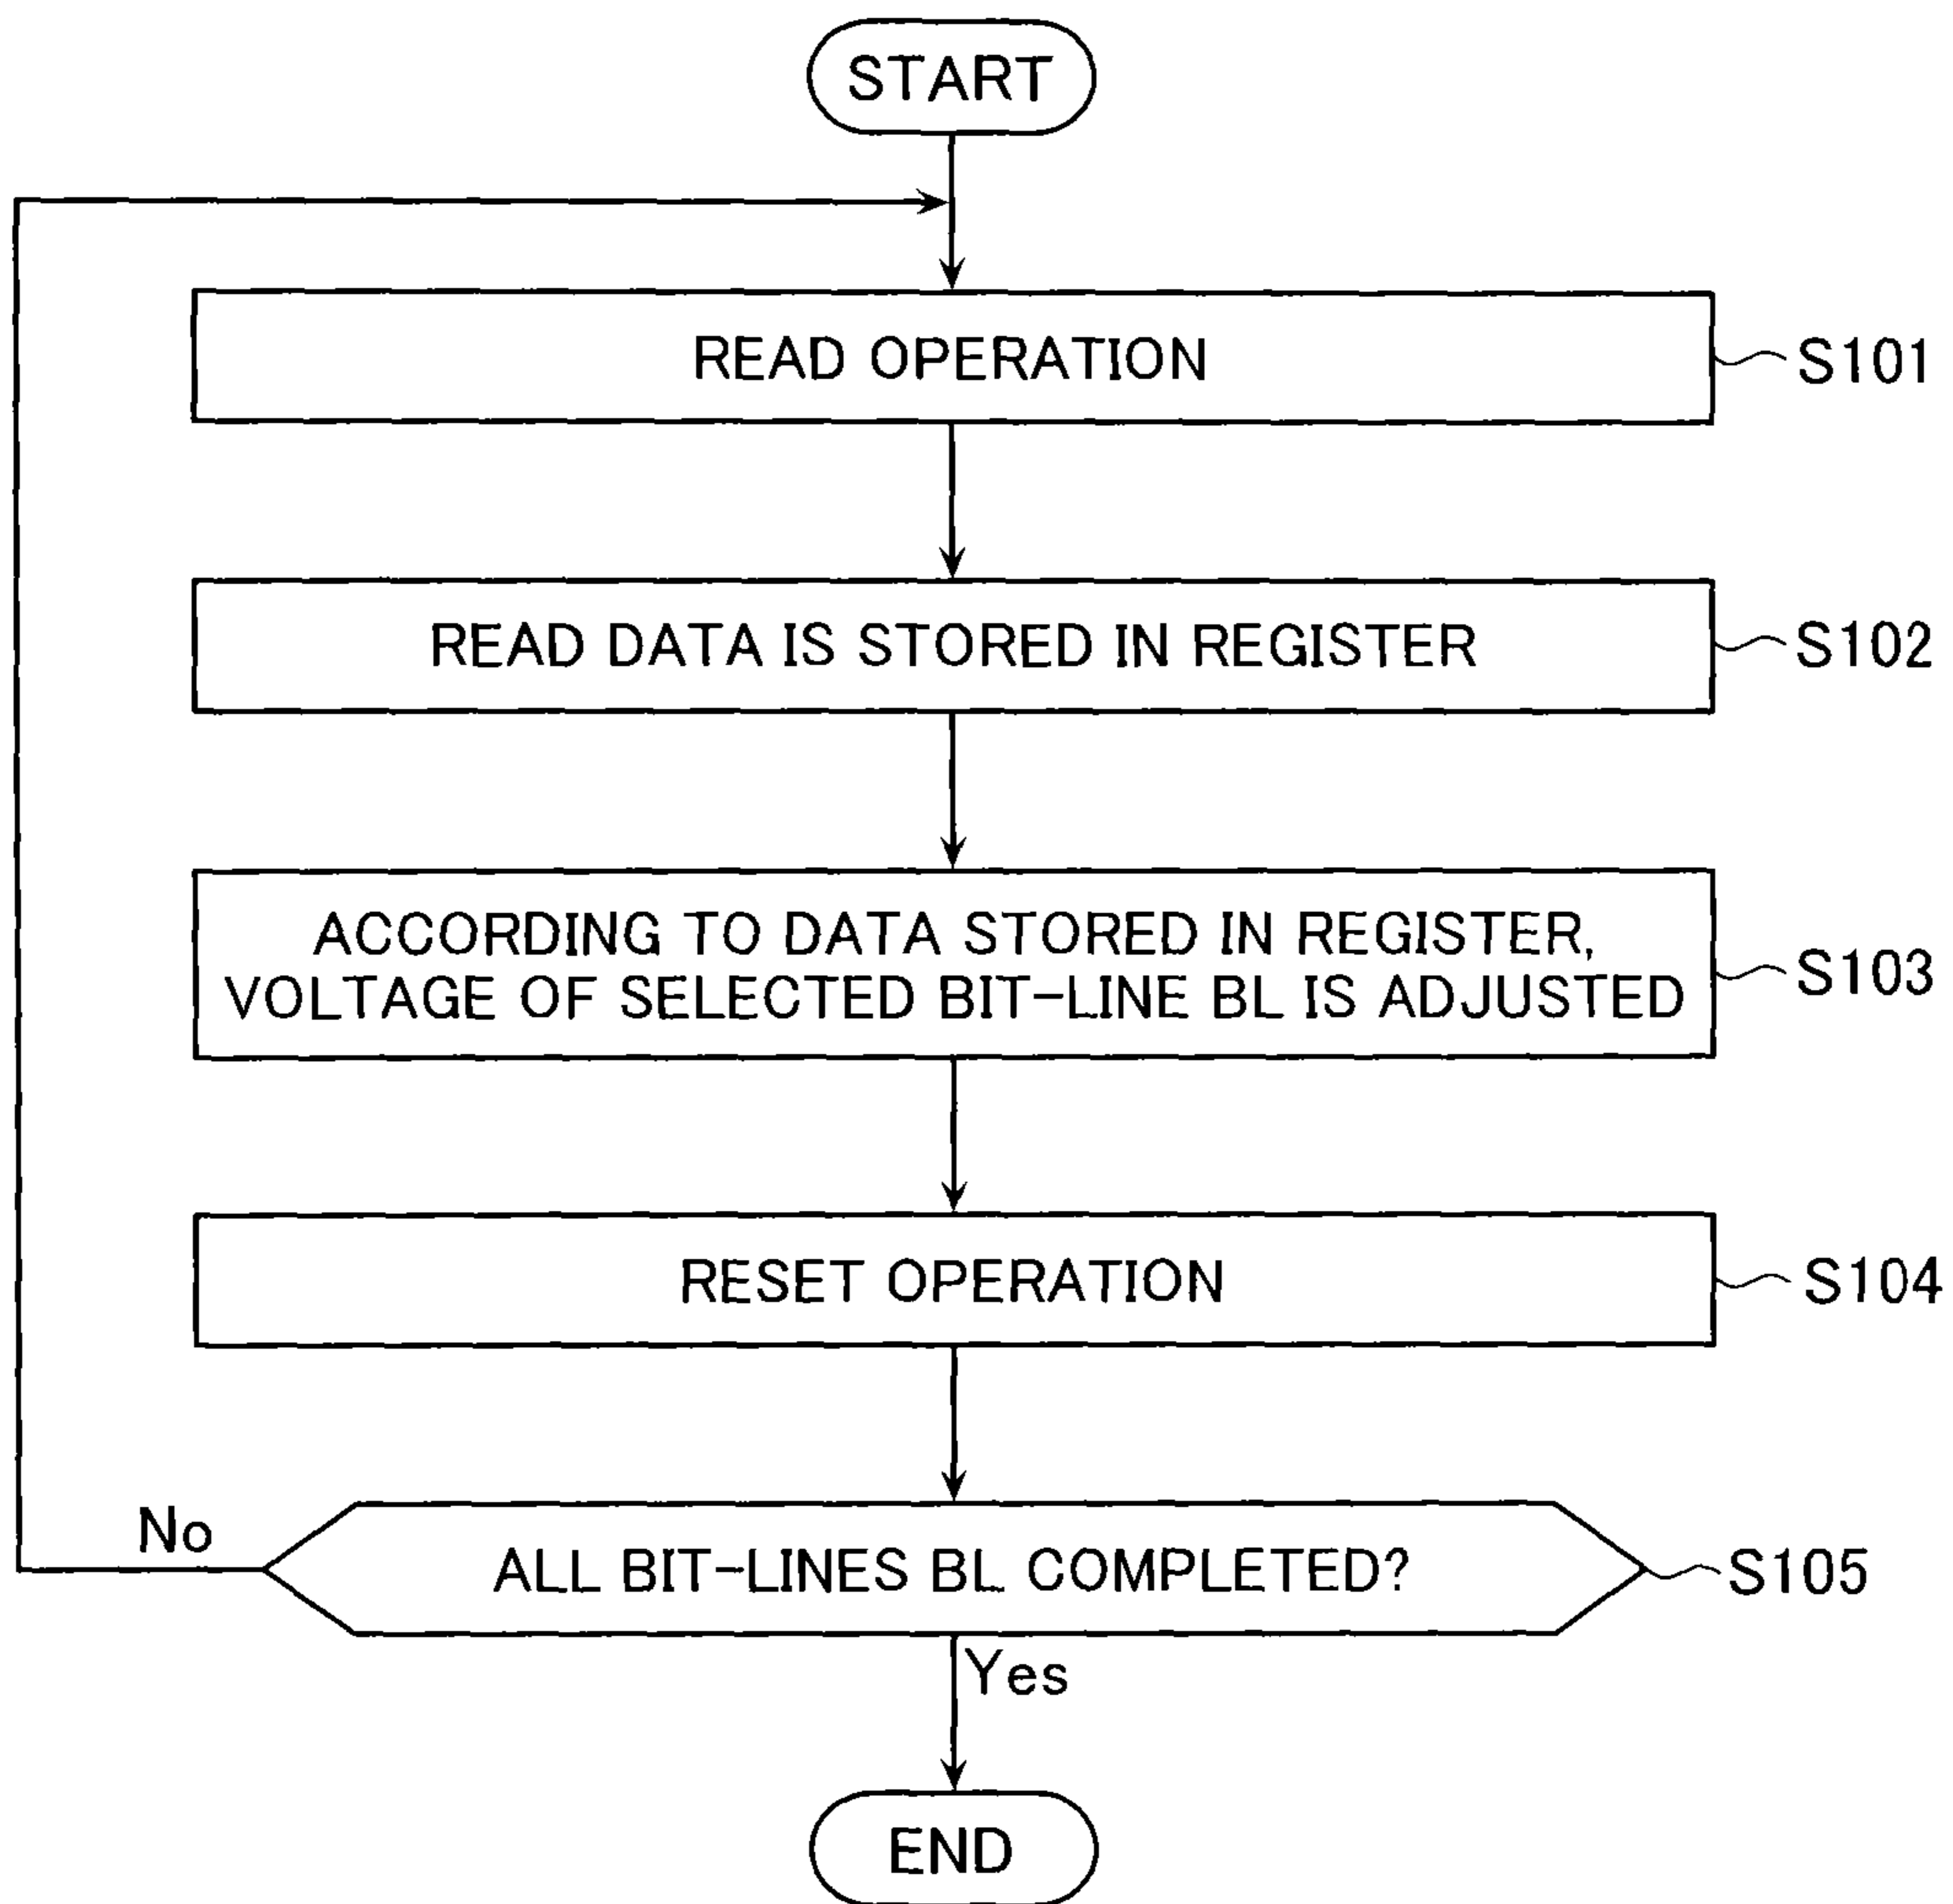 START
READ OPERATION
S101
READ DATA IS STORED IN REGISTER
S102
ACCORDING TO DATA STORED IN REGISTER,
VOLTAGE OF SELECTED BIT-LINE BL IS ADJUSTED
S103
RESET OPERATION
S104
No
ALL BIT-LINES BL COMPLETED?
S105
Yes
END